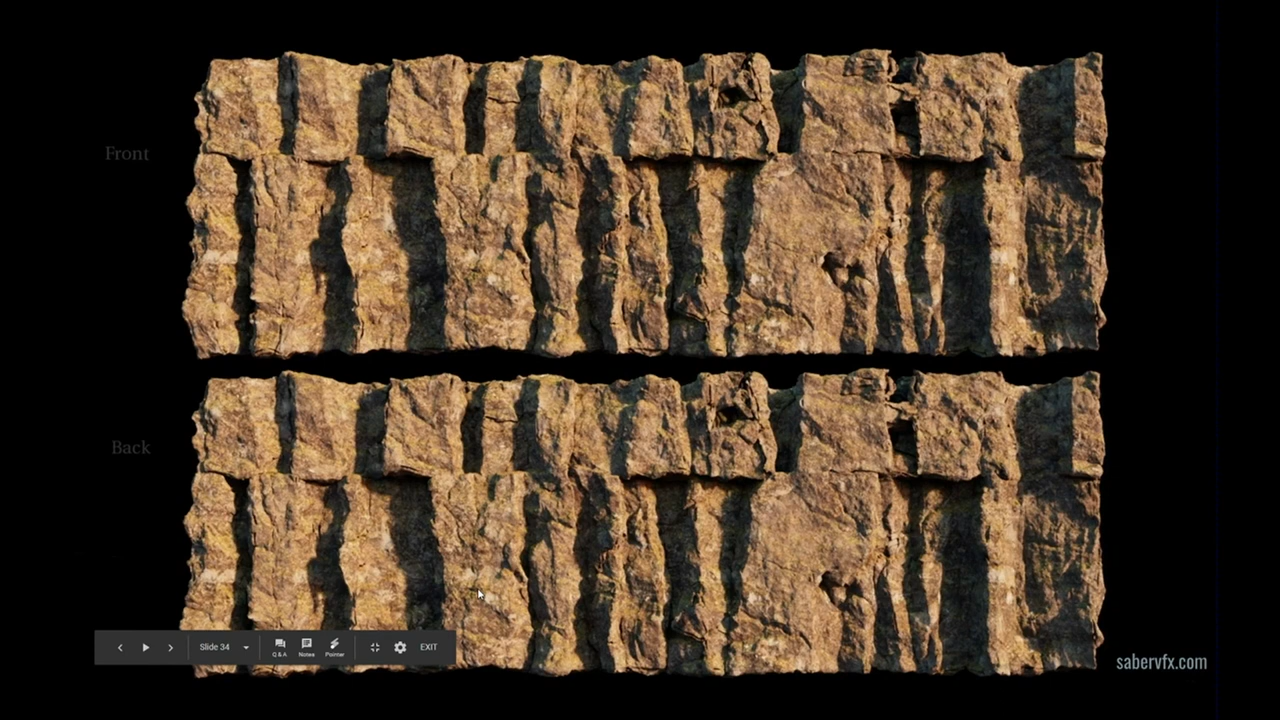 Front
Back
Slide 34
Q & A
Notes
Pointer
EXIT
sabervfx.com